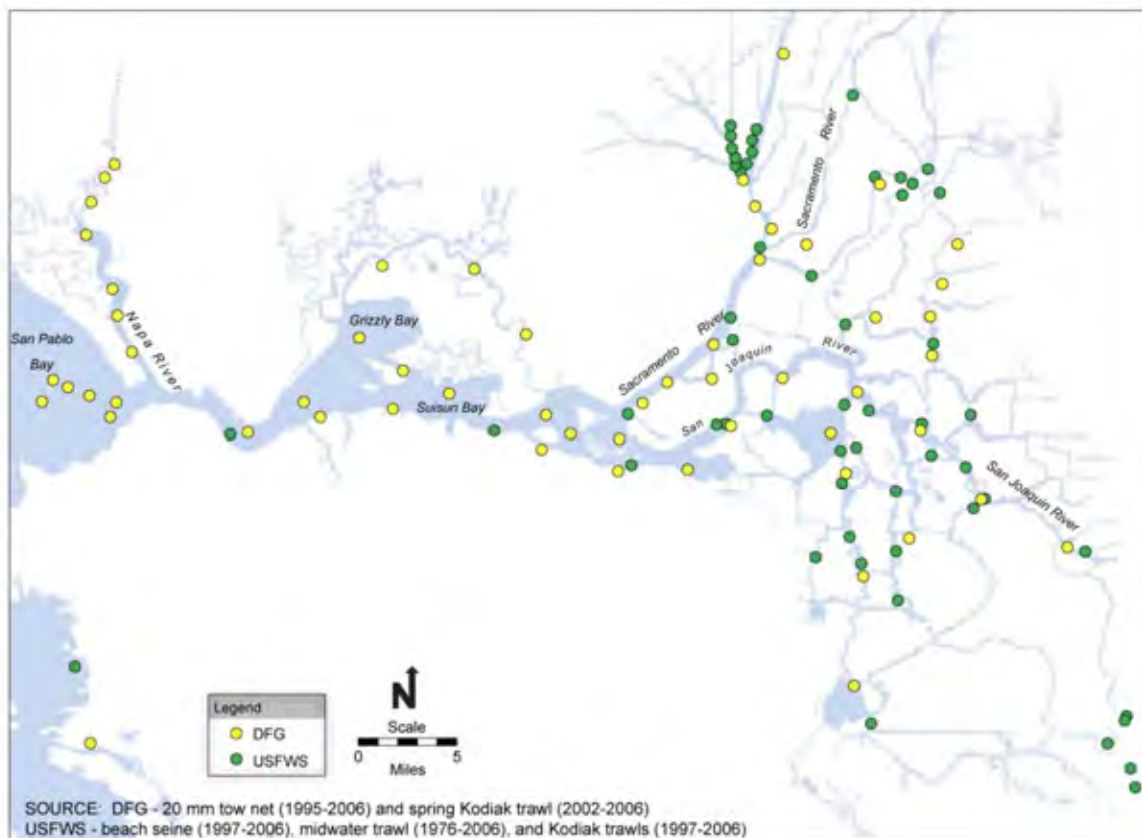 Sacramento River
Napa River
San Pablo
Bay
Grizzly Bay
Suisun Bay
Sacramento River
San Joaquin River
San Joaquin River
Legend
DFG
USFWS
N
Scale
0 5
Miles
SOURCE: DFG - 20 mm tow net (1995-2006) and spring Kodiak trawl (2002-2006)
USFWS - beach seine (1997-2006), midwater trawl (1976-2006), and Kodiak trawls (1997-2006)